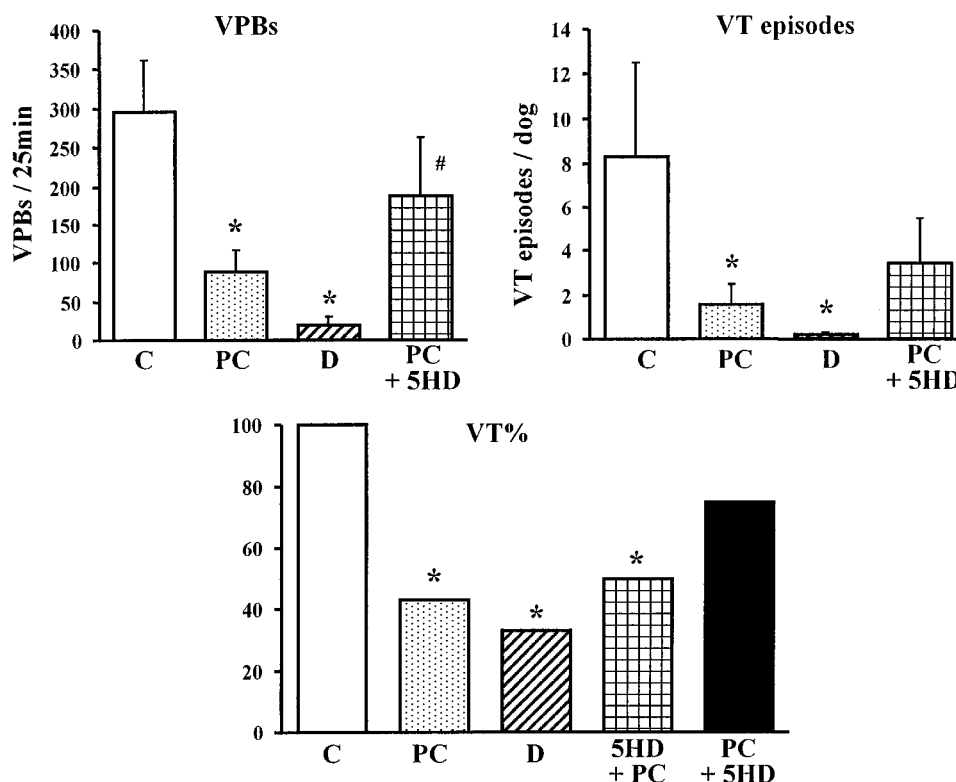 VPBs
VPBs / 25min
400
350
300
250
200
150
100
50
0
*
*
#
C
PC
D
PC
+ 5HD
VT episodes
VT episodes / dog
14
12
10
8
6
4
2
0
*
*
C
PC
D
PC
+ 5HD
VT%
100
80
60
40
20
0
*
*
*
C
PC
D
5HD
+ PC
PC
+ 5HD